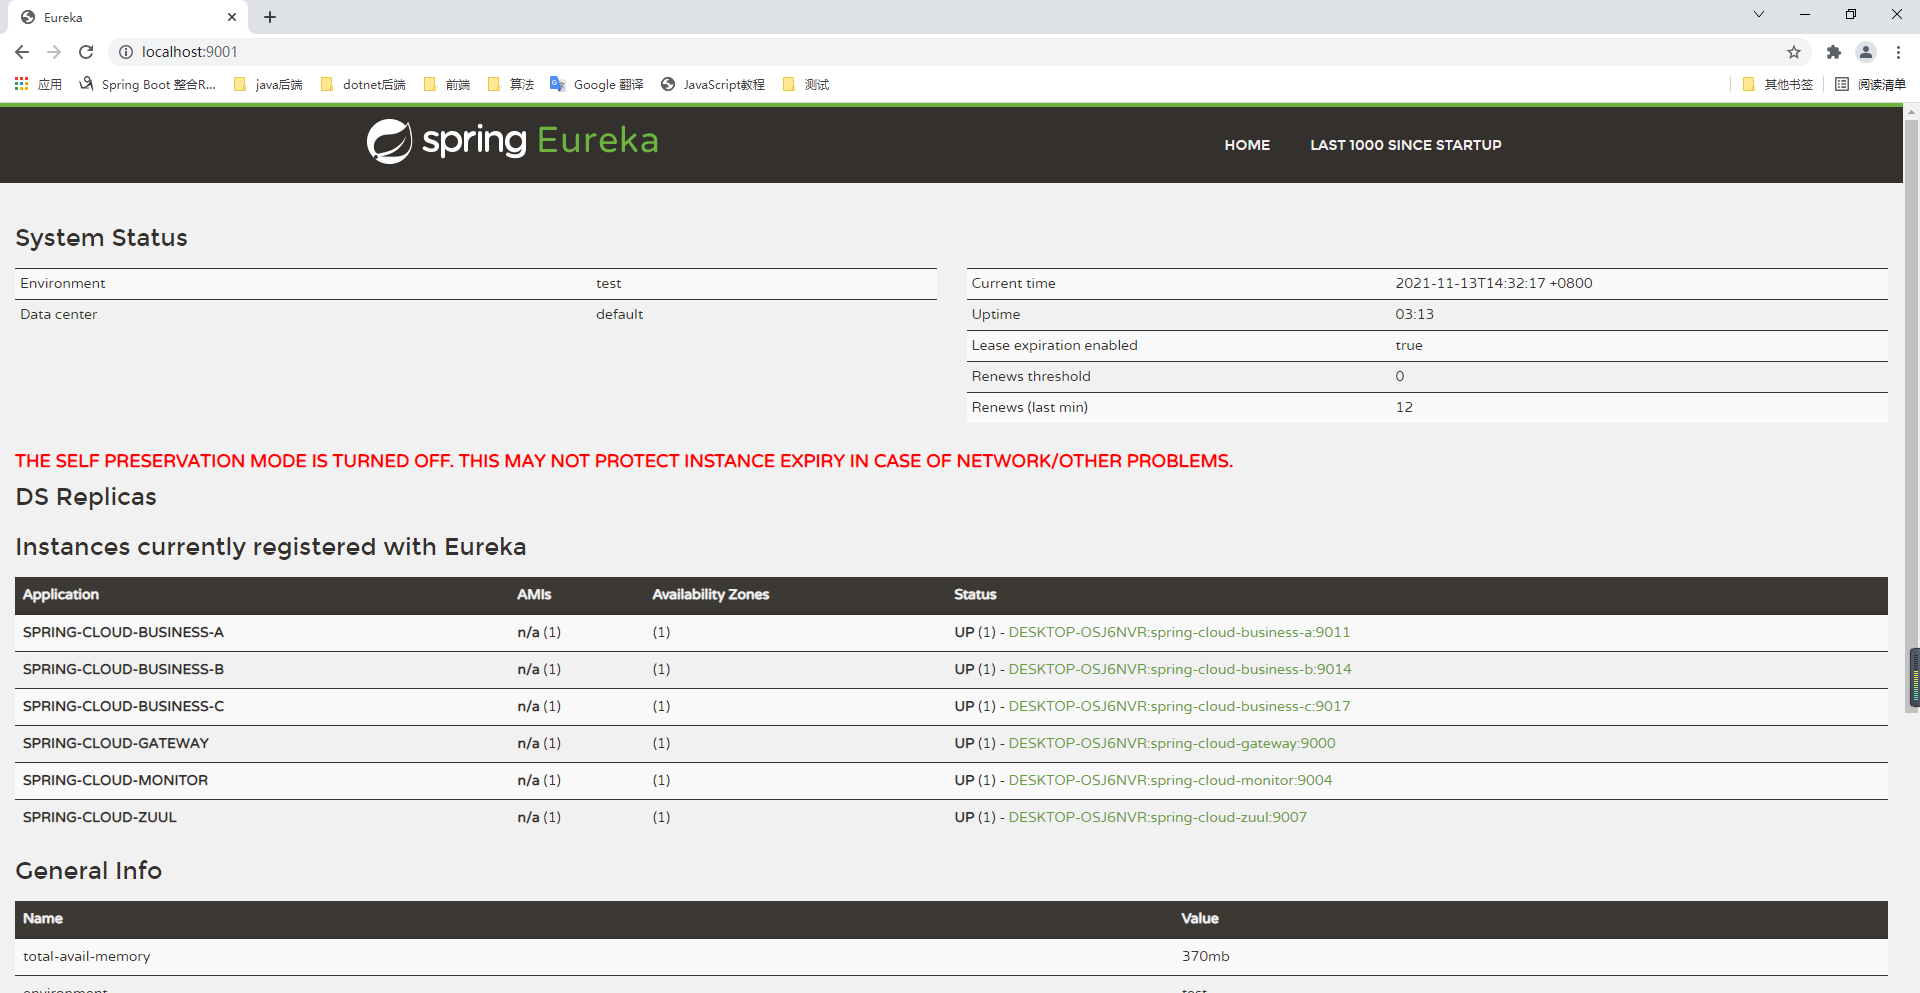 Eureka
localhost:9001
应用 Spring Boot 整合R... java后端 dotnet后端 前端 算法 Google 翻译 JavaScript教程 测试 其他书签 阅读清单
spring Eureka HOME LAST 1000 SINCE STARTUP
System Status
Environment test
Data center default
Current time 2021-11-13T14:32:17 +0800
Uptime 03:13
Lease expiration enabled true
Renews threshold 0
Renews (last min) 12
THE SELF PRESERVATION MODE IS TURNED OFF. THIS MAY NOT PROTECT INSTANCE EXPIRY IN CASE OF NETWORK/OTHER PROBLEMS.
DS Replicas
Instances currently registered with Eureka
Application AMIs Availability Zones Status
SPRING-CLOUD-BUSINESS-A n/a (1) (1) UP (1) - DESKTOP-OSJ6NVR:spring-cloud-business-a:9011
SPRING-CLOUD-BUSINESS-B n/a (1) (1) UP (1) - DESKTOP-OSJ6NVR:spring-cloud-business-b:9014
SPRING-CLOUD-BUSINESS-C n/a (1) (1) UP (1) - DESKTOP-OSJ6NVR:spring-cloud-business-c:9017
SPRING-CLOUD-GATEWAY n/a (1) (1) UP (1) - DESKTOP-OSJ6NVR:spring-cloud-gateway:9000
SPRING-CLOUD-MONITOR n/a (1) (1) UP (1) - DESKTOP-OSJ6NVR:spring-cloud-monitor:9004
SPRING-CLOUD-ZUUL n/a (1) (1) UP (1) - DESKTOP-OSJ6NVR:spring-cloud-zuul:9007
General Info
Name Value
total-avail-memory 370mb
environment test